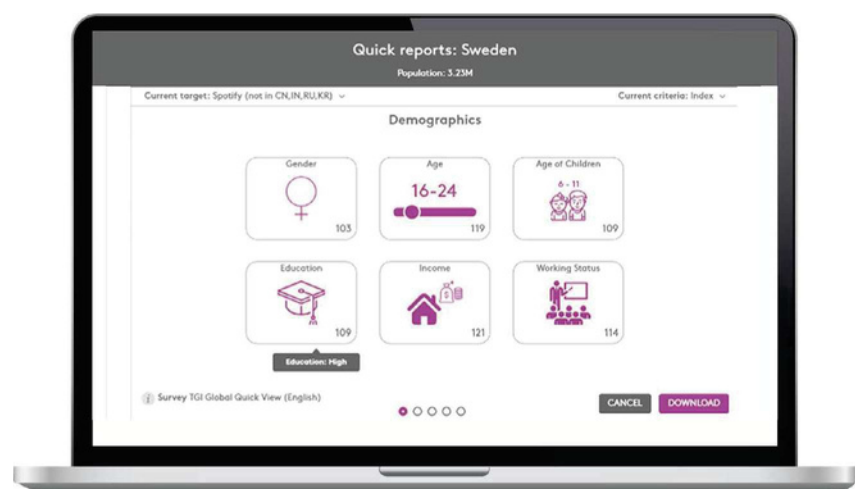 Quick reports: Sweden
Population: 3.23M
Current target: Spotify (not in CN,IN,RU,KR)
Current criteria: Index
Demographics
Gender
103
Age
16-24
119
Age of Children
6 - 11
109
Education
109
Income
$
121
Working Status
114
Education: High
i Survey TGI Global Quick View (English)
CANCEL
DOWNLOAD